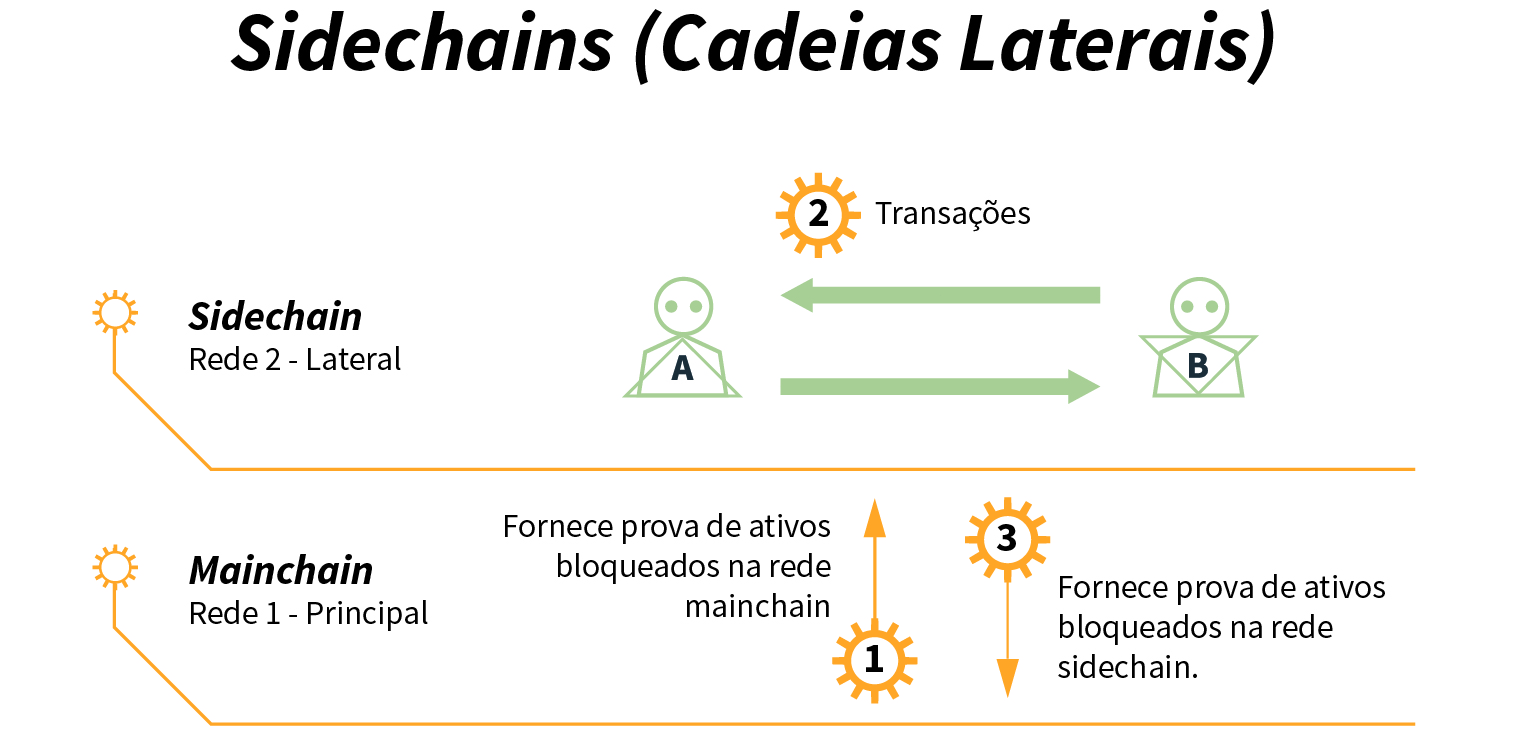 Sidechains (Cadeias Laterais)
2
Transações
Sidechain
Rede 2 - Lateral
A
B
Mainchain
Rede 1 - Principal
Fornece prova de ativos
bloqueados na rede
mainchain
1
3
Fornece prova de ativos
bloqueados na rede
sidechain.